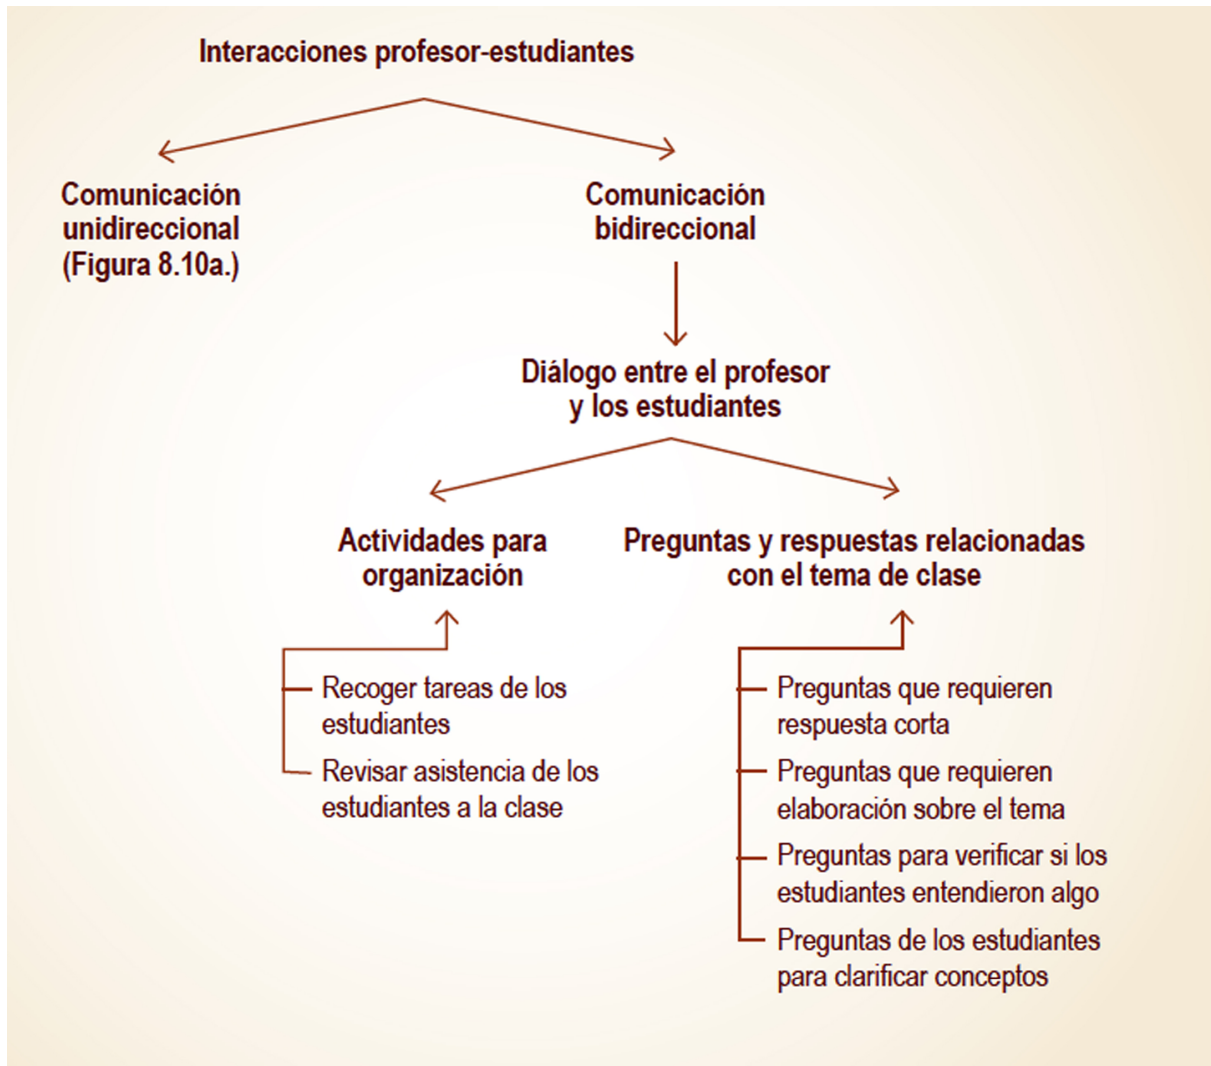 Interacciones profesor-estudiantes
Comunicación
unidireccional
(Figura 8.10a.)
Comunicación
bidireccional
Diálogo entre el profesor
y los estudiantes
Actividades para
organización
Recoger tareas de los
estudiantes
Revisar asistencia de los
estudiantes a la clase
Preguntas y respuestas relacionadas
con el tema de clase
Preguntas que requieren
respuesta corta
Preguntas que requieren
elaboración sobre el tema
Preguntas para verificar si los
estudiantes entendieron algo
Preguntas de los estudiantes
para clarificar conceptos